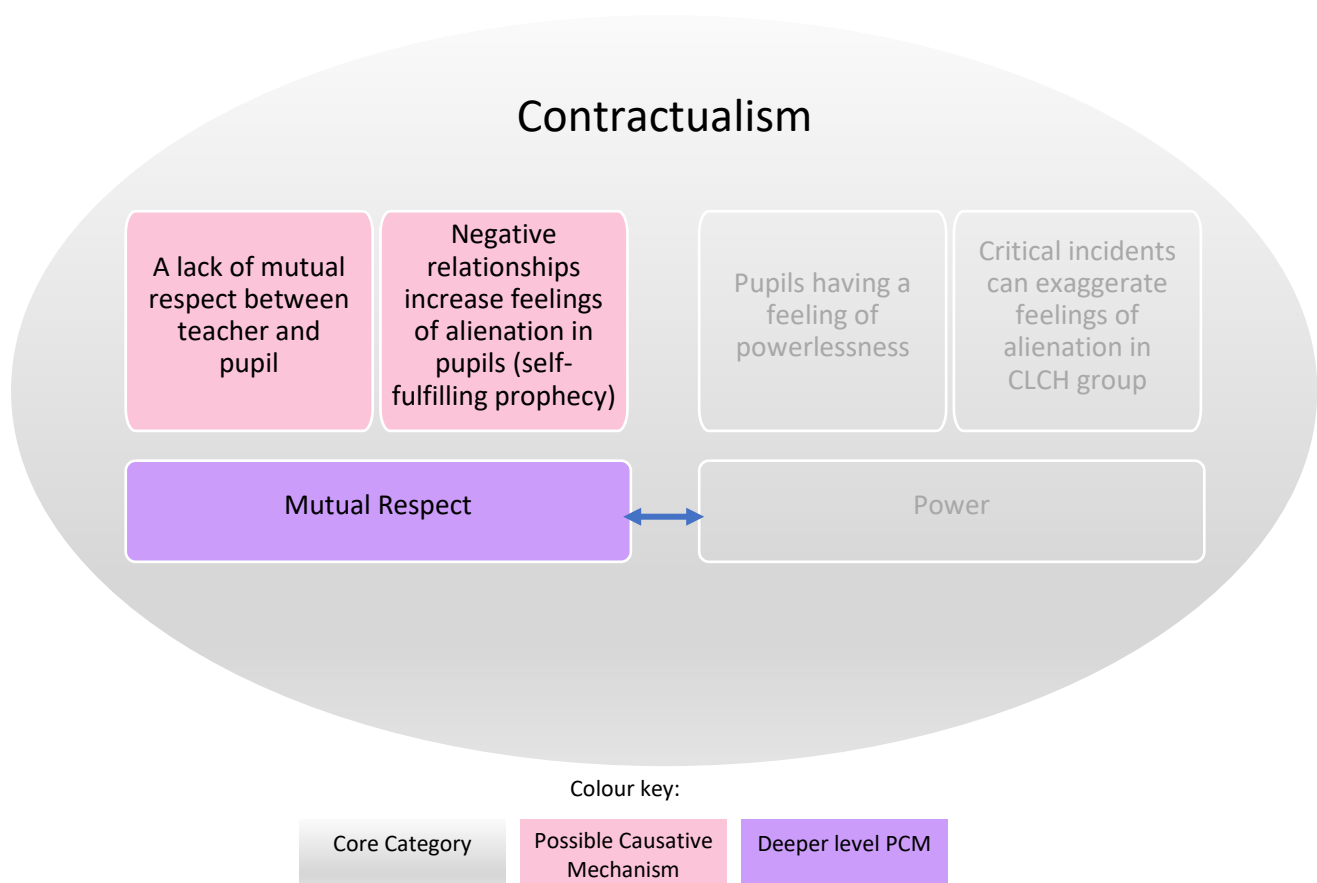 Contractualism
A lack of mutual
respect between
teacher and
pupil
Negative
relationships
increase feelings
of alienation in
pupils (self-
fulfilling prophecy)
Pupils having a
feeling of
powerlessness
Critical incidents
can exaggerate
feelings of
alienation in
CLCH group
Mutual Respect
Power
Colour key:
Core Category
Possible Causative
Mechanism
Deeper level PCM